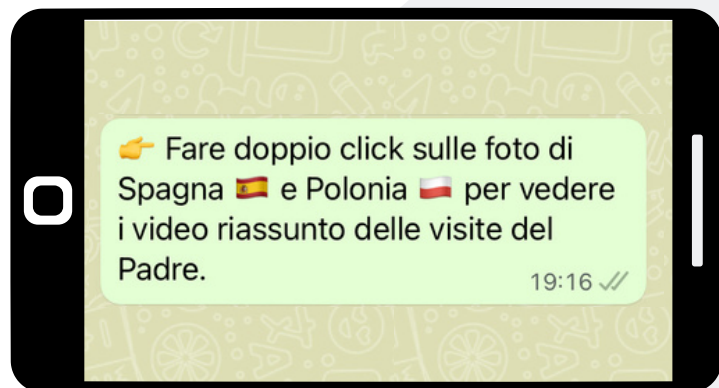 👉 Fare doppio click sulle foto di
Spagna 🇪🇸 e Polonia 🇵🇱 per vedere
i video riassunto delle visite del
Padre.
19:16